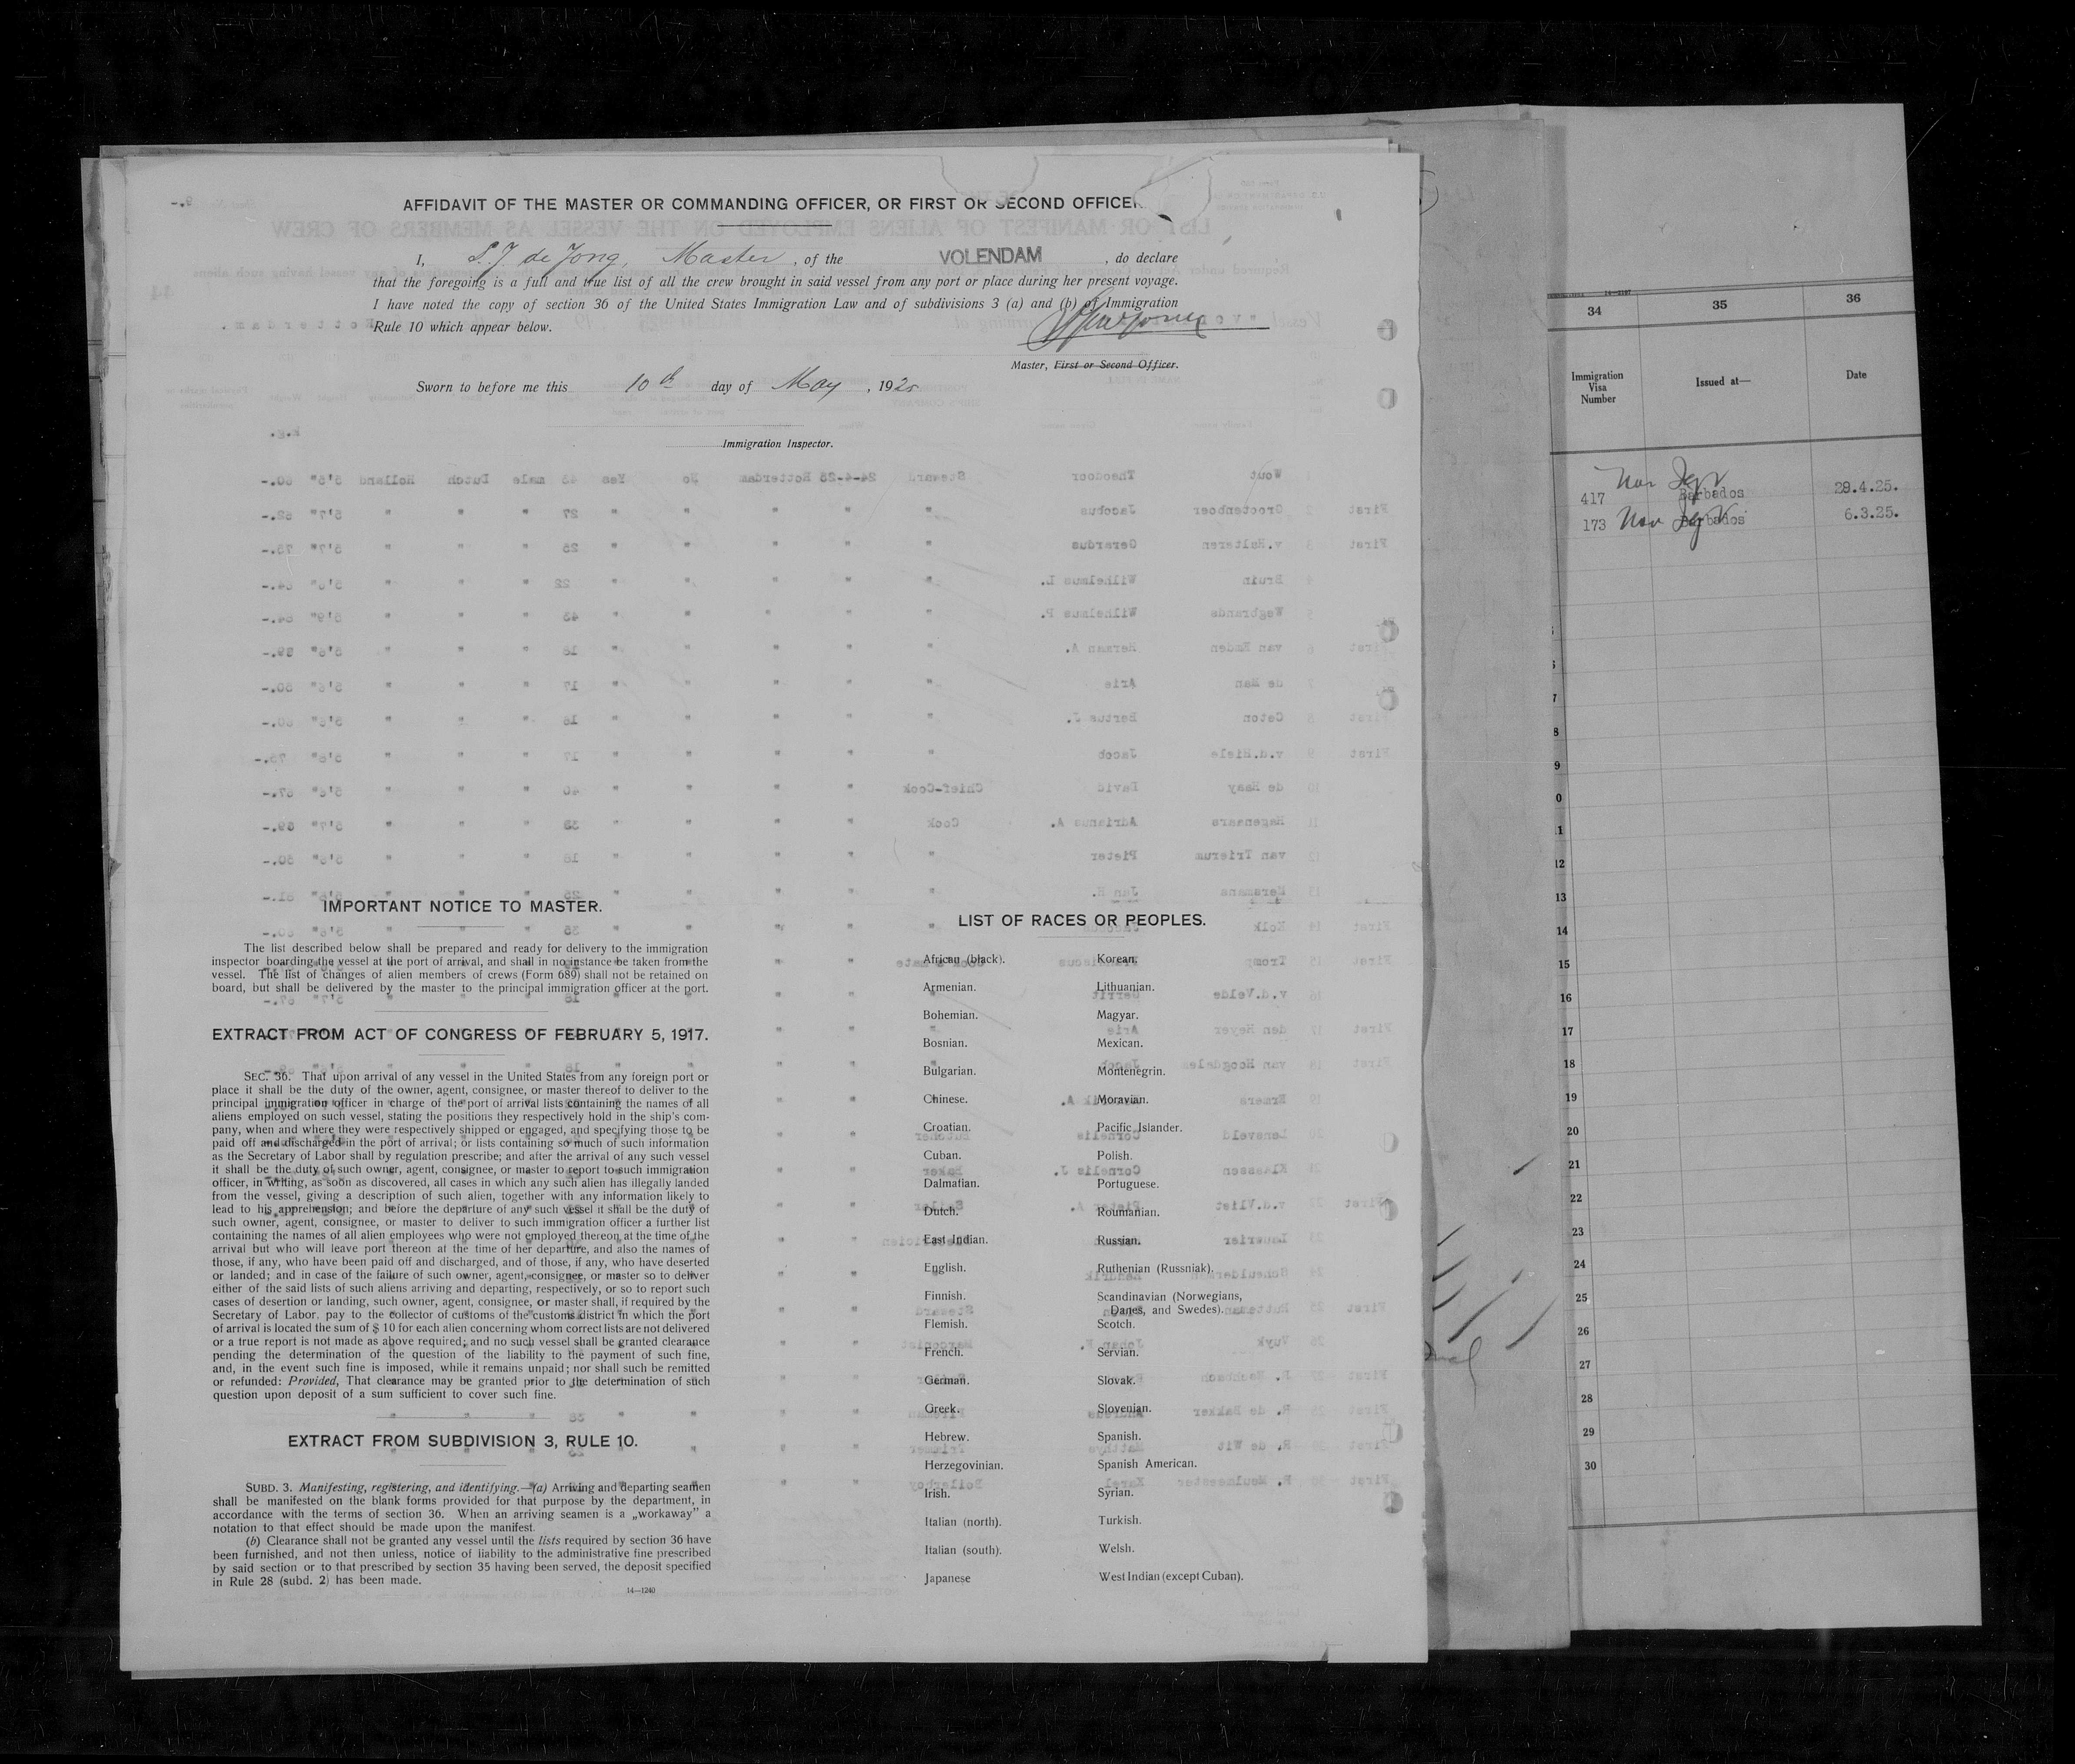 AFFIDAVIT OF THE MASTER OR COMMANDING OFFICER, OR FIRST OR SECOND OFFICER
I, S. J. de Jong, Master, of the VOLENDAM, do declare
that the foregoing is a full and true list of all the crew brought in said vessel from any port or place during her present voyage.
I have noted the copy of section 36 of the United States Immigration Law and of subdivisions 3 (a) and (b) of Immigration
Rule 10 which appear below.
Master, First or Second Officer.
Sworn to before me this 10th day of May, 1925
Immigration Inspector.
IMPORTANT NOTICE TO MASTER.
The list described below shall be prepared and ready for delivery to the immigration
inspector boarding the vessel at the port of arrival, and shall in no instance be taken from the
vessel. The list of changes of alien members of crews (Form 689) shall not be retained on
board, but shall be delivered by the master to the principal immigration officer at the port.
EXTRACT FROM ACT OF CONGRESS OF FEBRUARY 5, 1917.
SEC. 36. That upon arrival of any vessel in the United States from any foreign port or
place it shall be the duty of the owner, agent, consignee, or master thereof to deliver to the
principal immigration officer in charge of the port of arrival lists containing the names of all
aliens employed on such vessel, stating the positions they respectively hold in the ship's com-
pany, when and where they were respectively shipped or engaged, and specifying those to be
paid off and discharged in the port of arrival; or lists containing so much of such information
as the Secretary of Labor shall by regulation prescribe; and after the arrival of any such vessel
it shall be the duty of such owner, agent, consignee, or master to report to such immigration
officer, in writing, as soon as discovered, all cases in which any such alien has illegally landed
from the vessel, giving a description of such alien, together with any information likely to
lead to his apprehension; and before the departure of any such vessel it shall be the duty of
such owner, agent, consignee, or master to deliver to such immigration officer a further list
containing the names of all alien employees who were not employed thereon at the time of the
arrival but who will leave port thereon at the time of her departure, and also the names of
those, if any, who have been paid off and discharged, and of those, if any, who have deserted
or landed; and in case of the failure of such owner, agent, consignee, or master so to deliver
either of the said lists of such aliens arriving and departing, respectively, or so to report such
cases of desertion or landing, such owner, agent, consignee, or master shall, if required by the
Secretary of Labor. pay to the collector of customs of the customs district in which the port
of arrival is located the sum of $ 10 for each alien concerning whom correct lists are not delivered
or a true report is not made as above required; and no such vessel shall be granted clearance
pending the determination of the question of the liability to the payment of such fine,
and, in the event such fine is imposed, while it remains unpaid; nor shall such be remitted
or refunded: Provided, That clearance may be granted prior to the determination of such
question upon deposit of a sum sufficient to cover such fine.
EXTRACT FROM SUBDIVISION 3, RULE 10.
SUBD. 3. Manifesting, registering, and identifying.—(a) Arriving and departing seamen
shall be manifested on the blank forms provided for that purpose by the department, in
accordance with the terms of section 36. When an arriving seamen is a „workaway" a
notation to that effect should be made upon the manifest.
(b) Clearance shall not be granted any vessel until the lists required by section 36 have
been furnished, and not then unless, notice of liability to the administrative fine prescribed
by said section or to that prescribed by section 35 having been served, the deposit specified
in Rule 28 (subd. 2) has been made.
14—1240
LIST OF RACES OR PEOPLES.
African (black).
Armenian.
Bohemian.
Bosnian.
Bulgarian.
Chinese.
Croatian.
Cuban.
Dalmatian.
Dutch.
East Indian.
English.
Finnish.
Flemish.
French.
German.
Greek.
Hebrew.
Herzegovinian.
Irish.
Italian (north).
Italian (south).
Japanese
Korean.
Lithuanian.
Magyar.
Mexican.
Montenegrin.
Moravian.
Pacific Islander.
Polish.
Portuguese.
Roumanian.
Russian.
Ruthenian (Russniak).
Scandinavian (Norwegians,
Danes, and Swedes).
Scotch.
Servian.
Slovak.
Slovenian.
Spanish.
Spanish American.
Syrian.
Turkish.
Welsh.
West Indian (except Cuban).
34 35 36
Immigration Visa Number Issued at— Date
417 Barbados 29.4.25.
173 Barbados 6.3.25.
12
13
14
15
16
17
18
19
20
21
22
23
24
25
26
27
28
29
30